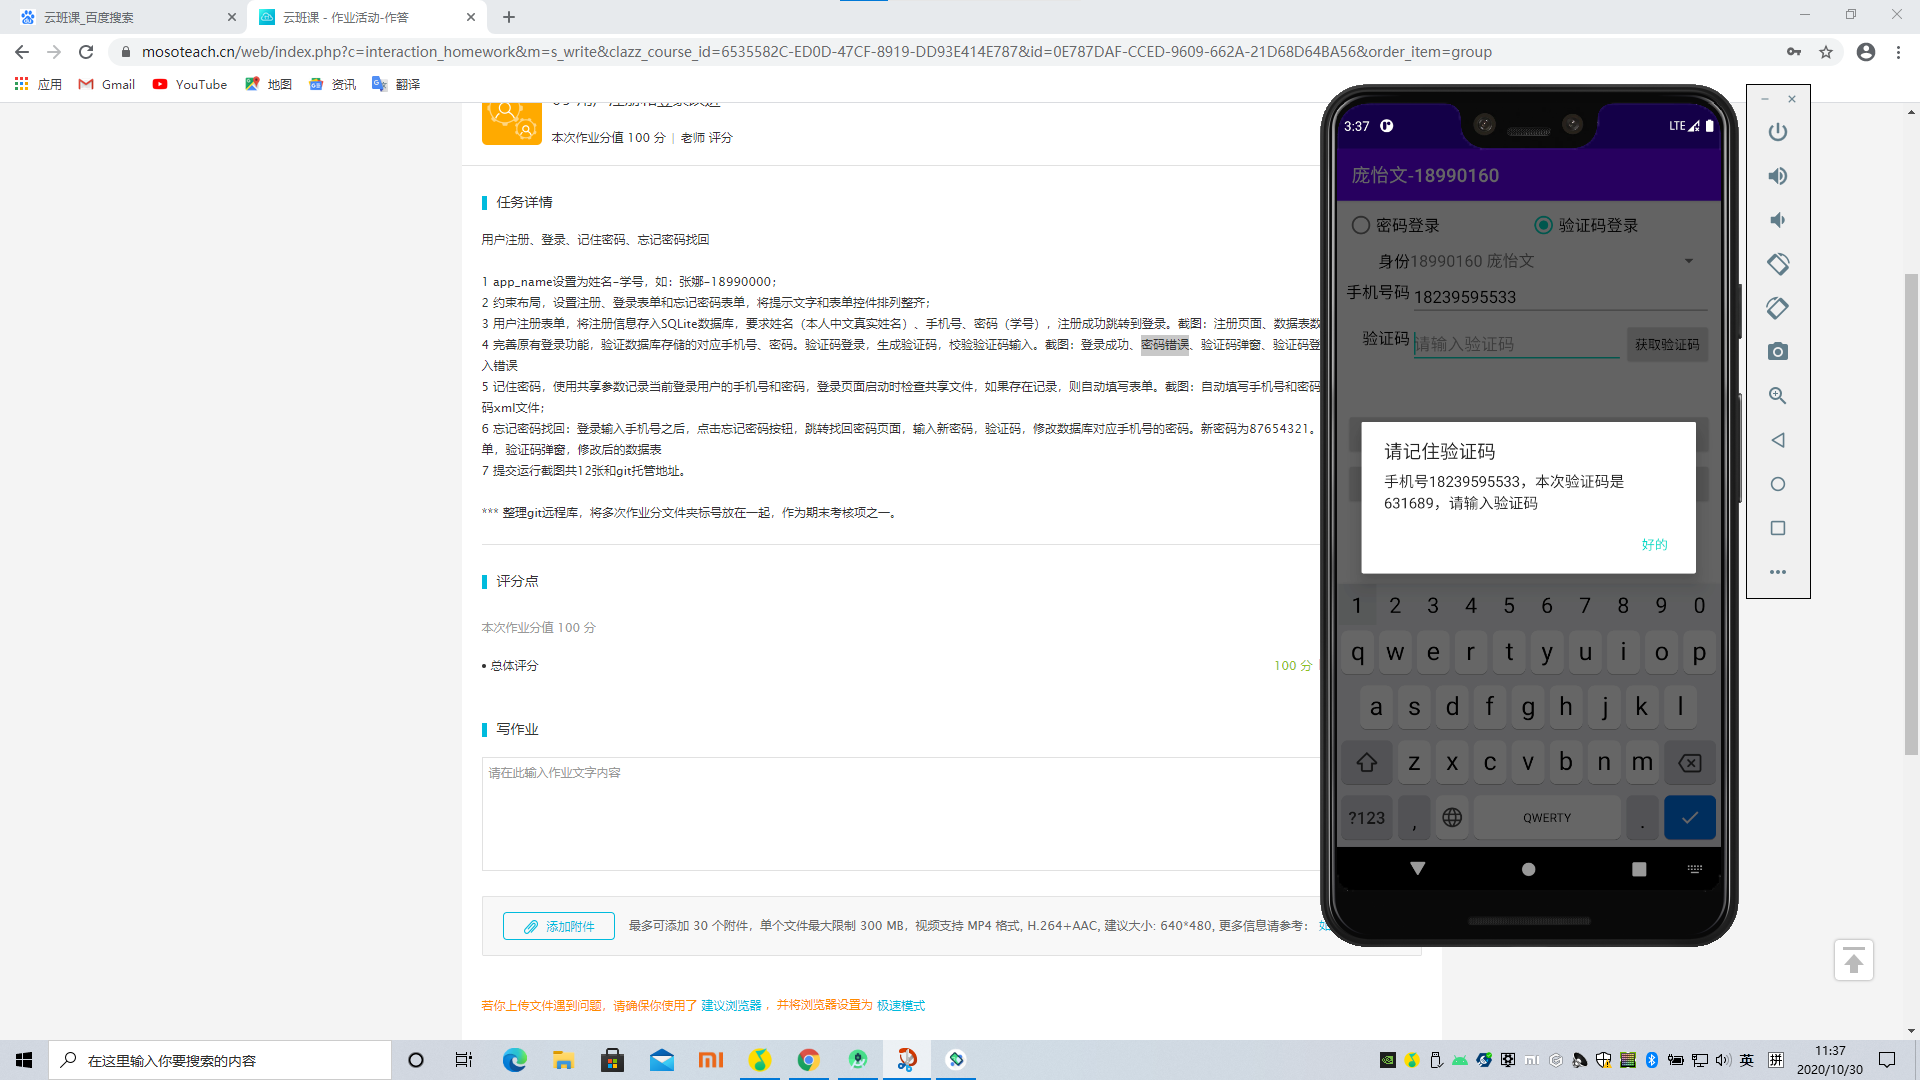 云班课_百度搜索
云班课 - 作业活动-作答
mosoteach.cn/web/index.php?c=interaction_homework&m=s_write&clazz_course_id=6535582C-ED0D-47CF-8919-DD93E414E787&id=0E787DAF-CCED-9609-662A-21D68D64BA56&order_item=group
应用
Gmail
YouTube
地图
资讯
翻译
本次作业分值 100 分 | 老师 评分
任务详情
用户注册、登录、记住密码、忘记密码找回
1 app_name设置为姓名-学号，如：张娜-18990000；
2 约束布局，设置注册、登录表单和忘记密码表单，将提示文字和表单控件排列整齐；
3 用户注册表单，将注册信息存入SQLite数据库，要求姓名（本人中文真实姓名）、手机号、密码（学号），注册成功跳转到登录。截图：注册页面、数据表数
4 完善原有登录功能，验证数据库存储的对应手机号、密码。验证码登录，生成验证码，校验验证码输入。截图：登录成功、密码错误、验证码弹窗、验证码登
入错误
5 记住密码，使用共享参数记录当前登录用户的手机号和密码，登录页面启动时检查共享文件，如果存在记录，则自动填写表单。截图：自动填写手机号和密码
码xml文件；
6 忘记密码找回：登录输入手机号之后，点击忘记密码按钮，跳转找回密码页面，输入新密码，验证码，修改数据库对应手机号的密码。新密码为87654321。
单，验证码弹窗，修改后的数据表
7 提交运行截图共12张和git托管地址。
*** 整理git远程库，将多次作业分文件夹标号放在一起，作为期末考核项之一。
评分点
本次作业分值 100 分
• 总体评分
100 分
写作业
请在此输入作业文字内容
添加附件
最多可添加 30 个附件，单个文件最大限制 300 MB，视频支持 MP4 格式, H.264+AAC, 建议大小: 640*480, 更多信息请参考：
若你上传文件遇到问题，请确保你使用了 建议浏览器 ，并将浏览器设置为 极速模式
3:37
LTE
庞怡文-18990160
密码登录
验证码登录
身份18990160 庞怡文
手机号码 18239595533
验证码 请输入验证码
获取验证码
请记住验证码
手机号18239595533，本次验证码是
631689，请输入验证码
好的
1 2 3 4 5 6 7 8 9 0
q w e r t y u i o p
a s d f g h j k l
z x c v b n m
?123 , QWERTY .
在这里输入你要搜索的内容
英
拼
11:37
2020/10/30